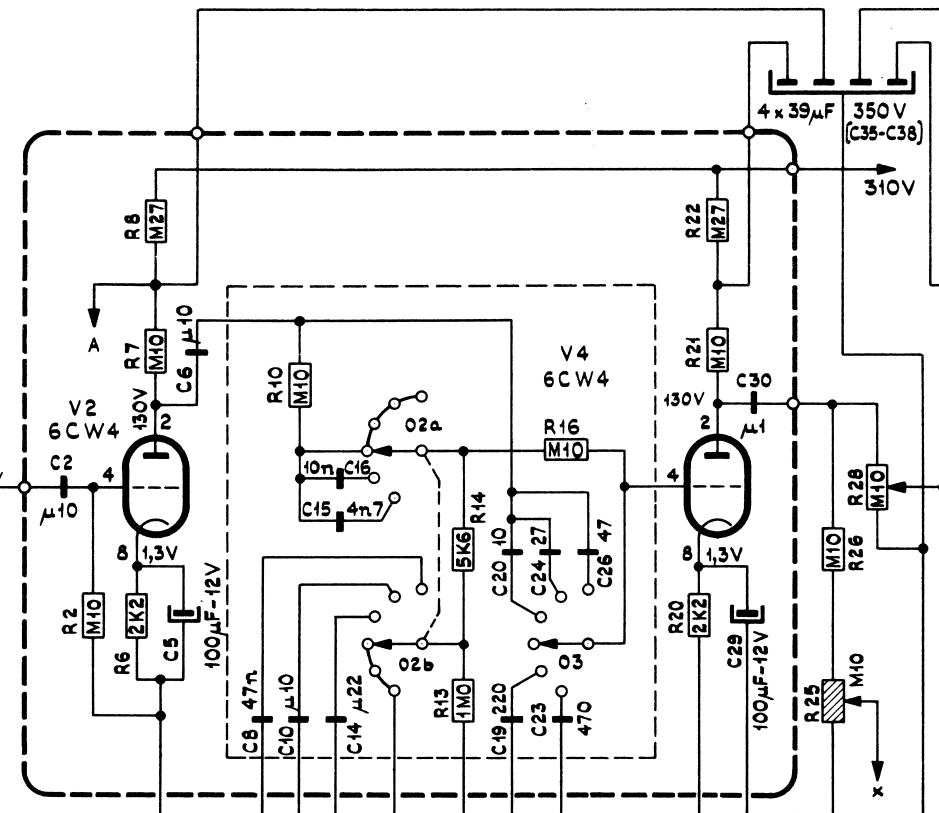 4 x 39µF 350V
(C35-C38)
310V
R8 M27
R22 M27
A
R7 M10
µ10
C6
R10 M10
V4
6CW4
R21 M10
C30
µ1
V2
6CW4
130V
2
130V
2
O2a
R16
M10
C2
µ10
4
10n C16
C15 4n7
R14
5K6
4
R28 M10
M10 R26
10
C20
27
C24
47
C26
8 1,3V
8 1,3V
R2 M10
R6 2K2
C5
100µF-12V
R20 2K2
C29
100µF-12V
O2b
O3
47n
C8
µ10
C10
µ22
C14
R13 1M0
220
C19
C23
470
R25
M10
x